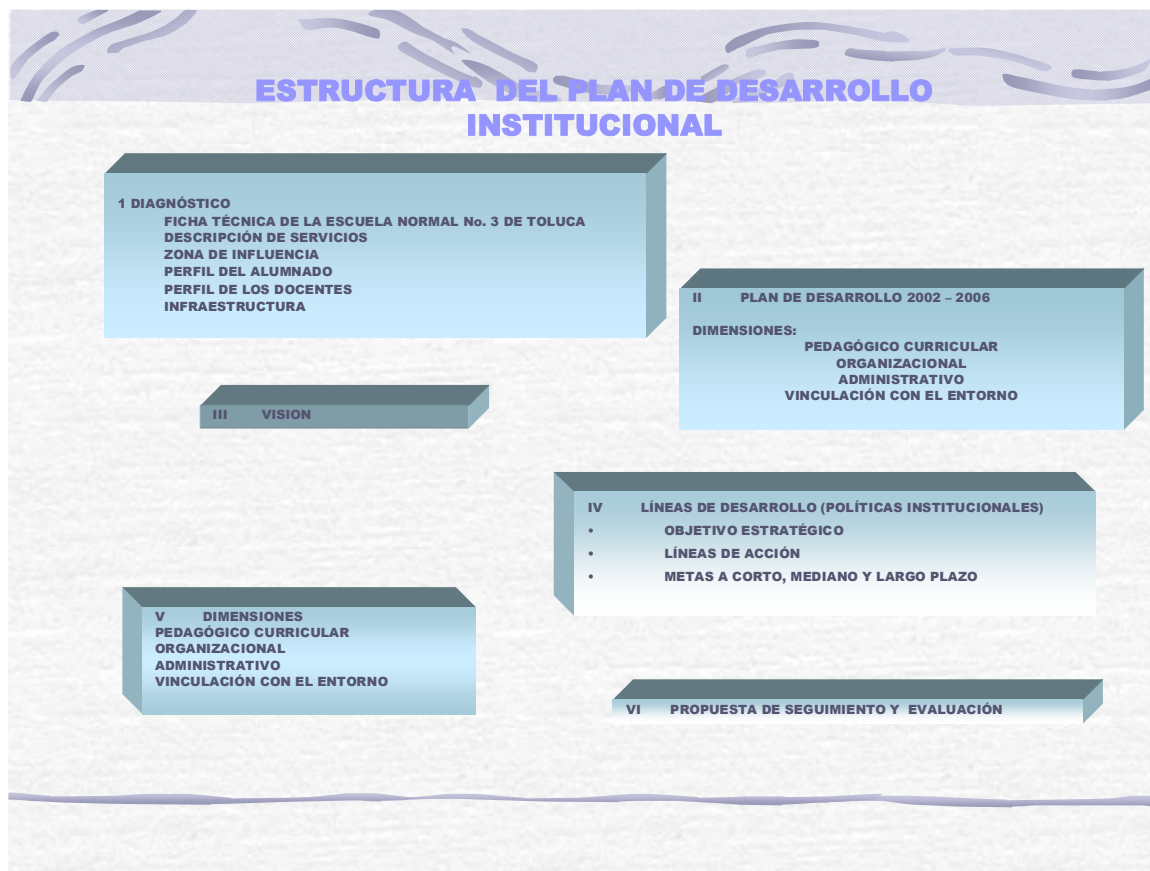 ESTRUCTURA DEL PLAN DE DESARROLLO
INSTITUCIONAL
1 DIAGNÓSTICO
FICHA TÉCNICA DE LA ESCUELA NORMAL No. 3 DE TOLUCA
DESCRIPCIÓN DE SERVICIOS
ZONA DE INFLUENCIA
PERFIL DEL ALUMNADO
PERFIL DE LOS DOCENTES
INFRAESTRUCTURA
II PLAN DE DESARROLLO 2002 – 2006
DIMENSIONES:
PEDAGÓGICO CURRICULAR
ORGANIZACIONAL
ADMINISTRATIVO
VINCULACIÓN CON EL ENTORNO
III VISION
IV LÍNEAS DE DESARROLLO (POLÍTICAS INSTITUCIONALES)
• OBJETIVO ESTRATÉGICO
• LÍNEAS DE ACCIÓN
• METAS A CORTO, MEDIANO Y LARGO PLAZO
V DIMENSIONES
PEDAGÓGICO CURRICULAR
ORGANIZACIONAL
ADMINISTRATIVO
VINCULACIÓN CON EL ENTORNO
VI PROPUESTA DE SEGUIMIENTO Y EVALUACIÓN